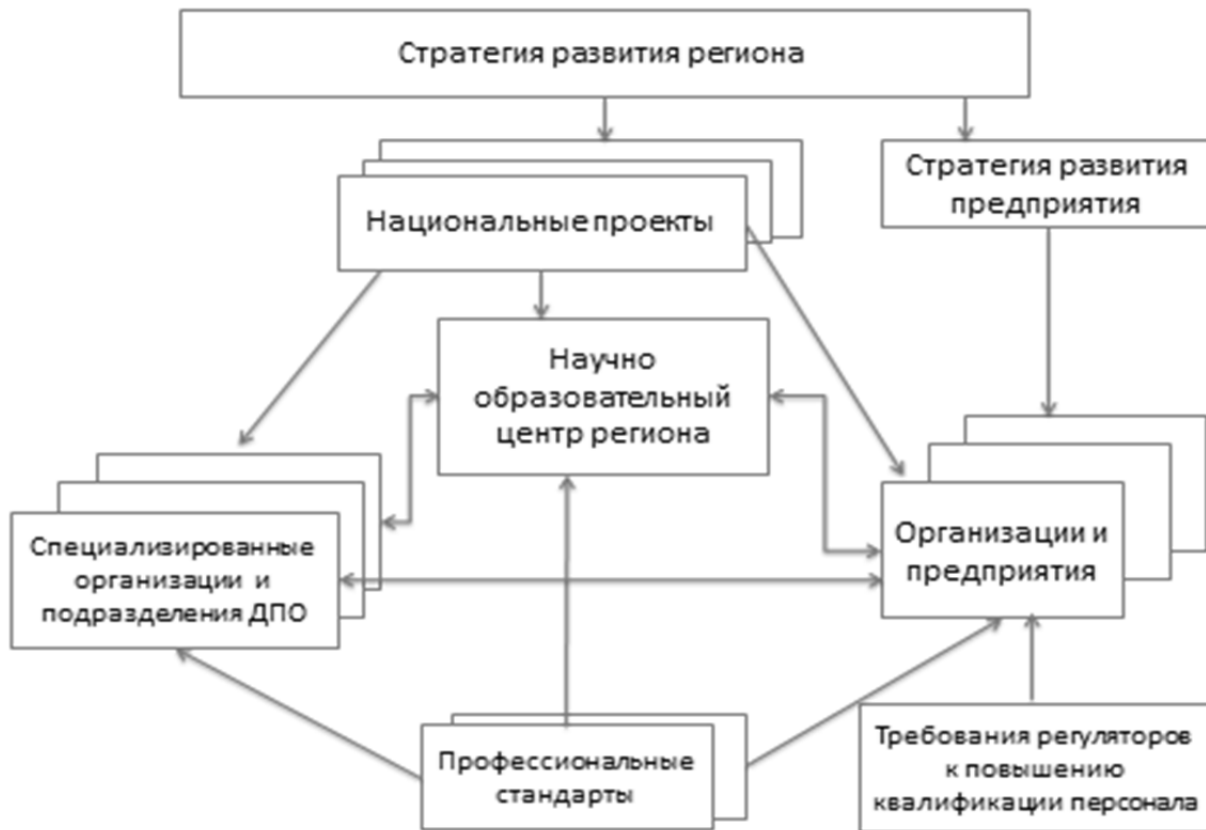 Стратегия развития региона
Стратегия развития
предприятия
Национальные проекты
Научно
образовательный
центр региона
Специализированные
организации и
подразделения ДПО
Организации и
предприятия
Профессиональные
стандарты
Требования регуляторов
к повышению
квалификации персонала